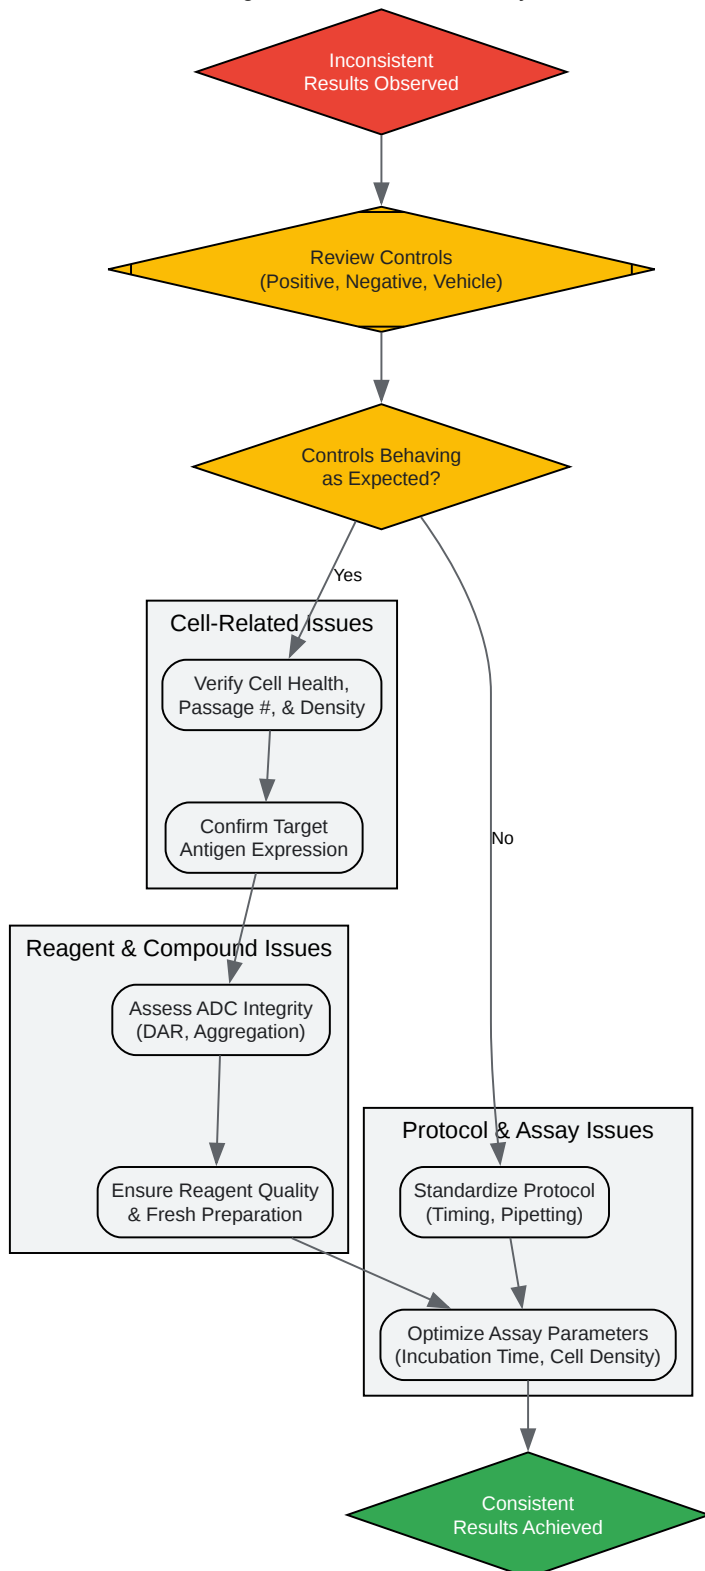 Inconsistent
Results Observed
Review Controls
(Positive, Negative, Vehicle)
Controls Behaving
as Expected?
Yes
Cell-Related Issues
Verify Cell Health,
Passage #, & Density
Confirm Target
Antigen Expression
No
Reagent & Compound Issues
Assess ADC Integrity
(DAR, Aggregation)
Ensure Reagent Quality
& Fresh Preparation
Protocol & Assay Issues
Standardize Protocol
(Timing, Pipetting)
Optimize Assay Parameters
(Incubation Time, Cell Density)
Consistent
Results Achieved